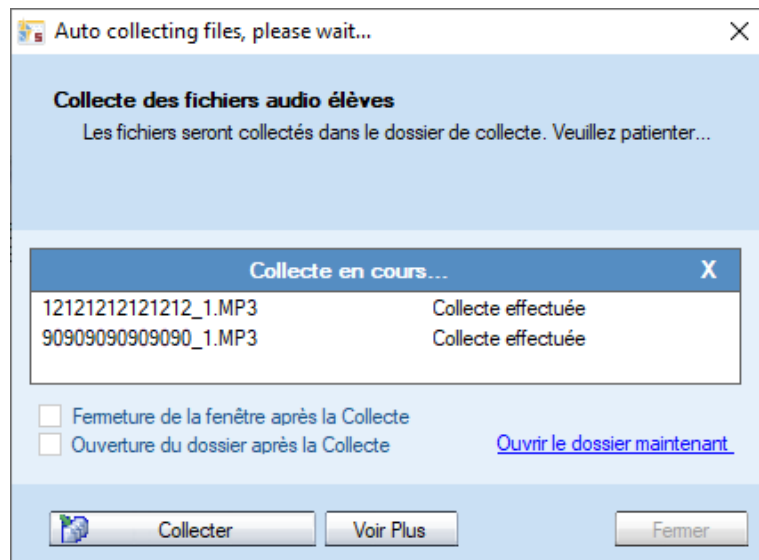 Auto collecting files, please wait...
Collecte des fichiers audio élèves
Les fichiers seront collectés dans le dossier de collecte. Veuillez patienter...
Collecte en cours... X
12121212121212_1.MP3 Collecte effectuée
90909090909090_1.MP3 Collecte effectuée
Fermeture de la fenêtre après la Collecte
Ouverture du dossier après la Collecte Ouvrir le dossier maintenant
Collecter Voir Plus Fermer